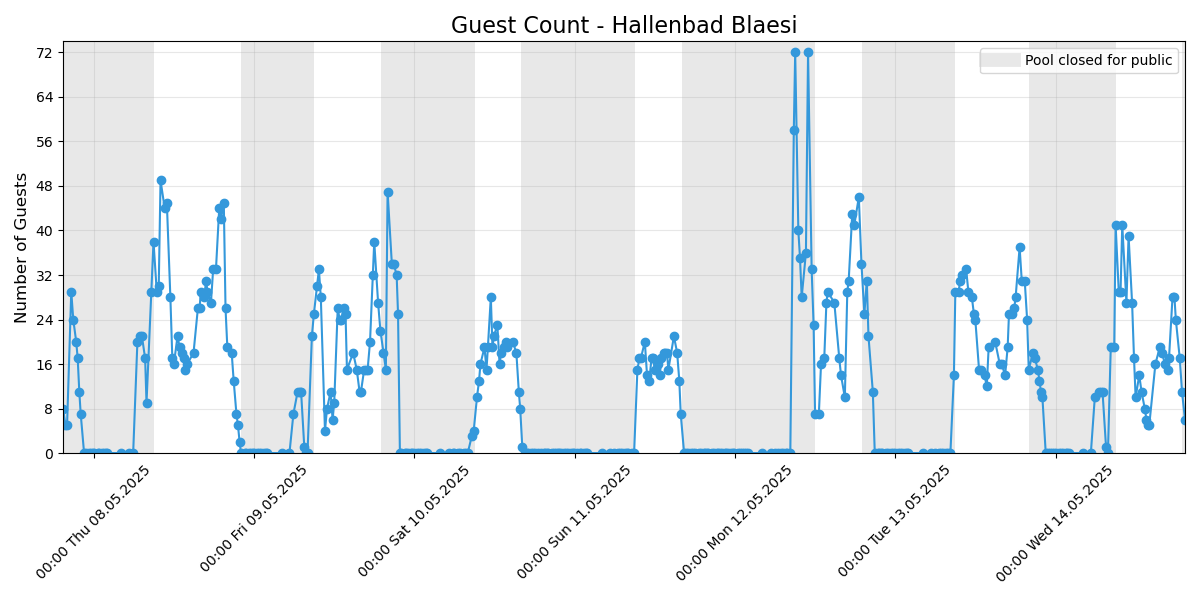 Guest Count - Hallenbad Blaesi
Pool closed for public
Number of Guests
72
64
56
48
40
32
24
16
8
0
00:00 Thu 08.05.2025
00:00 Fri 09.05.2025
00:00 Sat 10.05.2025
00:00 Sun 11.05.2025
00:00 Mon 12.05.2025
00:00 Tue 13.05.2025
00:00 Wed 14.05.2025